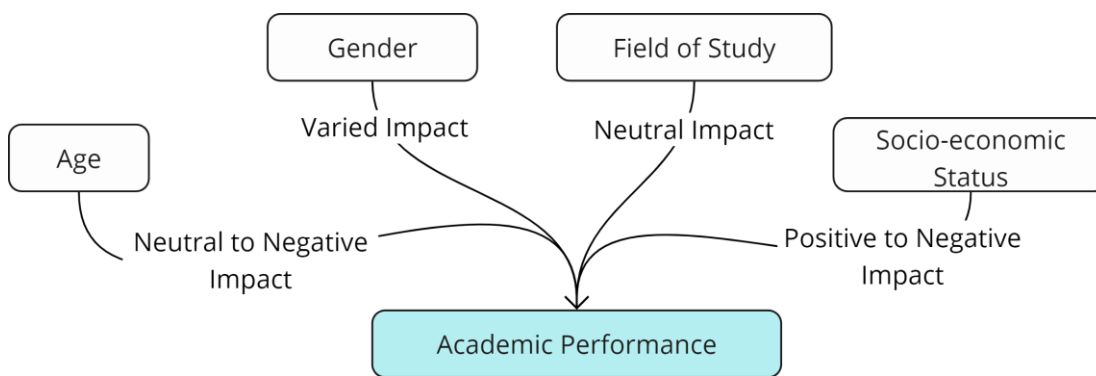 Gender
Field of Study
Varied Impact
Neutral Impact
Age
Socio-economic
Status
Neutral to Negative
Impact
Positive to Negative
Impact
Academic Performance